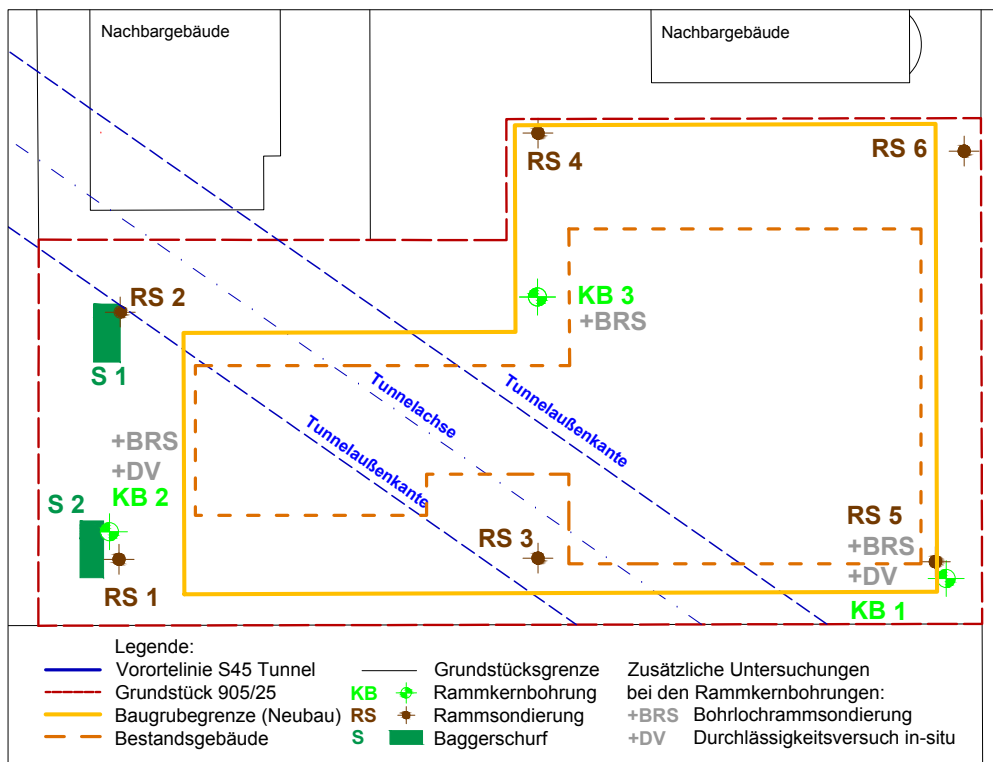 Nachbargebäude
Nachbargebäude
RS 4
RS 6
RS 2
KB 3
+BRS
S 1
Tunnelachse
Tunnelaußenkante
Tunnelaußenkante
+BRS
+DV
KB 2
S 2
RS 1
RS 3
RS 5
+BRS
+DV
KB 1
Legende:
Vorortelinie S45 Tunnel
Grundstück 905/25
Baugrubegrenze (Neubau)
Bestandsgebäude
Grundstücksgrenze
KB Rammkernbohrung
RS Rammsondierung
S Baggerschurf
Zusätzliche Untersuchungen
bei den Rammkernbohrungen:
+BRS Bohrlochrammsondierung
+DV Durchlässigkeitsversuch in-situ